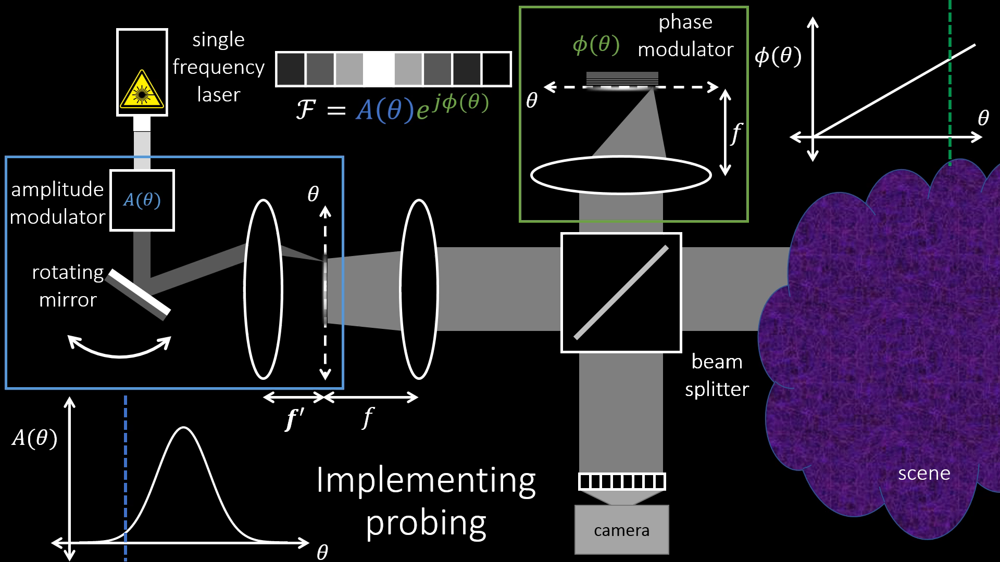 single
frequency
laser
ℱ = A(θ)e^{jϕ(θ)}
ϕ(θ)
phase
modulator
θ
f
ϕ(θ)
θ
amplitude
modulator
A(θ)
rotating
mirror
θ
f′
f
beam
splitter
A(θ)
θ
Implementing
probing
camera
scene